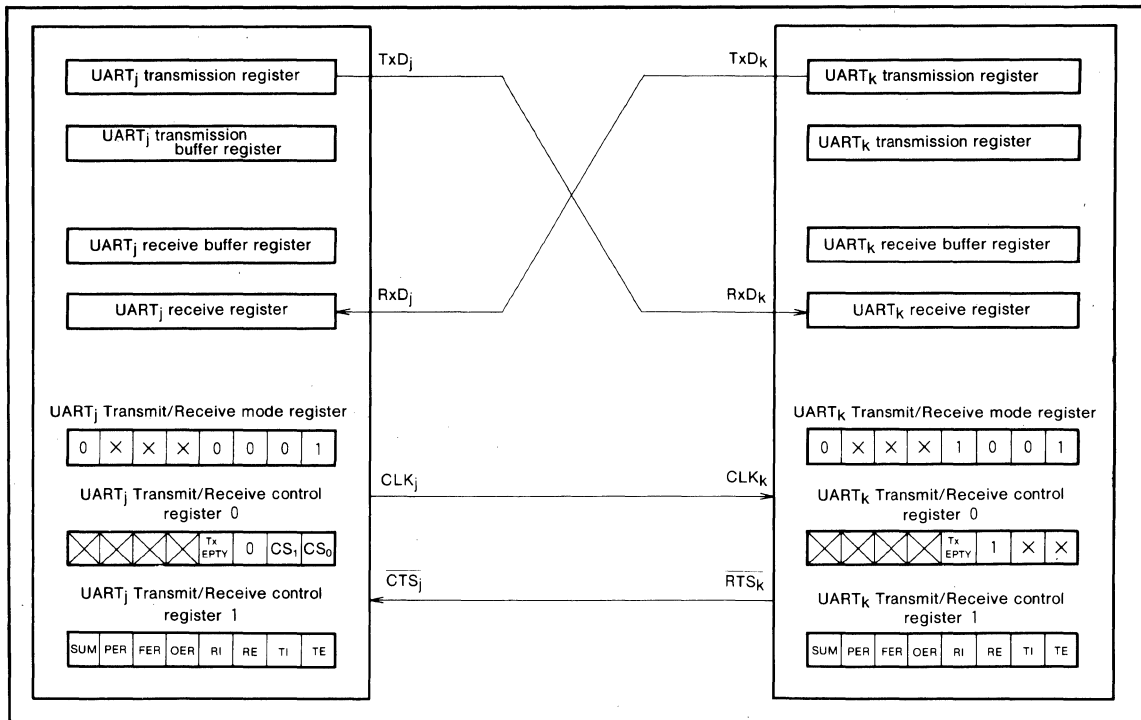 UARTj transmission register
UARTj transmission
buffer register
UARTj receive buffer register
UARTj receive register
UARTj Transmit/Receive mode register
0 × × × 0 0 0 1
UARTj Transmit/Receive control
register 0
Tx
EPTY 0 CS1 CS0
UARTj Transmit/Receive control
register 1
SUM PER FER OER RI RE TI TE
TxDj
TxDk
RxDj
RxDk
CLKj
CLKk
CTSj
RTSk
UARTk transmission register
UARTk transmission register
UARTk receive buffer register
UARTk receive register
UARTk Transmit/Receive mode register
0 × × × 1 0 0 1
UARTk Transmit/Receive control
register 0
Tx
EPTY 1 × ×
UARTk Transmit/Receive control
register 1
SUM PER FER OER RI RE TI TE